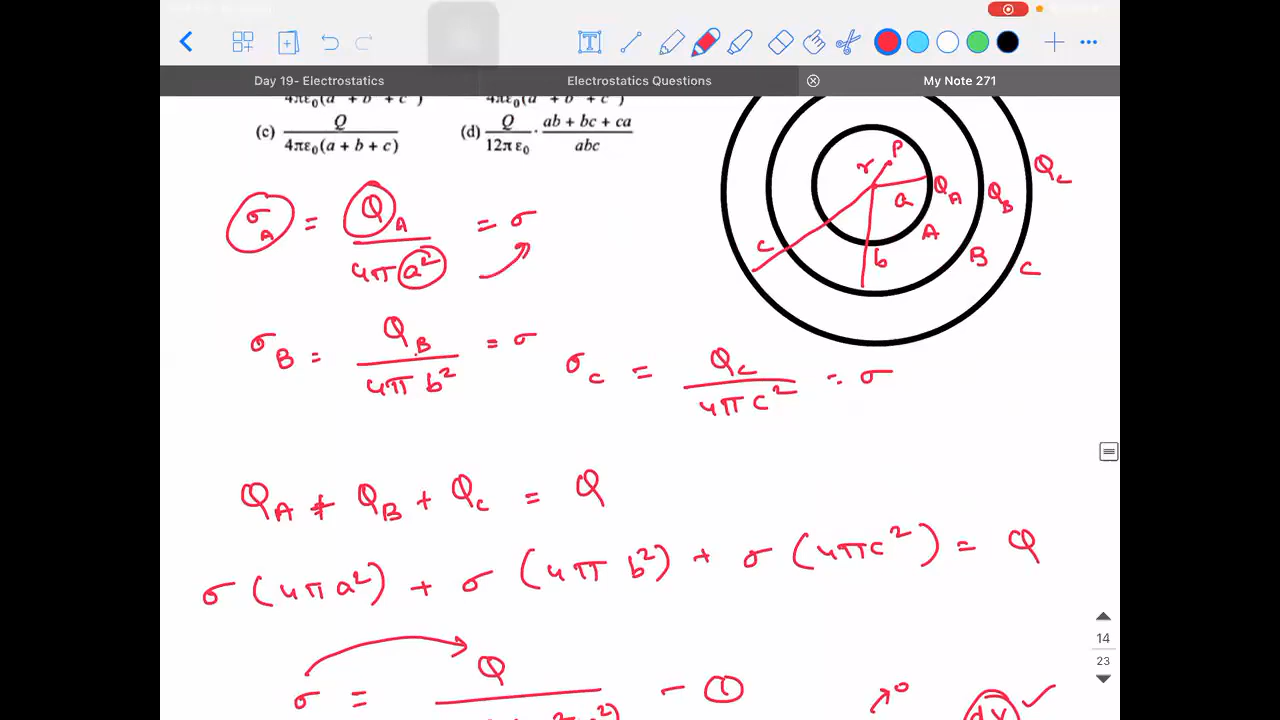 Day 19- Electrostatics
Electrostatics Questions
My Note 271
(c) Q / 4πε₀(a + b + c)
(d) Q / 12πε₀ · ab + bc + ca / abc
σ_A = Q_A / 4πa² = σ
σ_B = Q_B / 4πb² = σ
σ_C = Q_C / 4πc² = σ
r P
a Q_A Q_B Q_C
A
b B
c C
Q_A + Q_B + Q_C = Q
σ(4πa²) + σ(4πb²) + σ(4πc²) = Q
σ = Q — ①
14
23